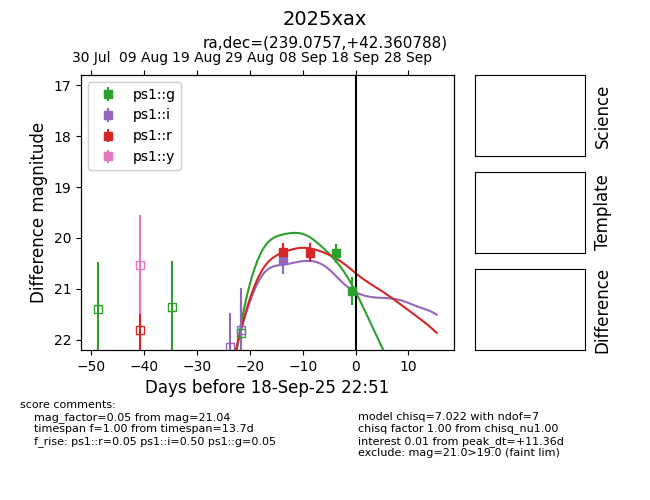 2025xax
ra,dec=(239.0757,+42.360788)
30 Jul 09 Aug 19 Aug 29 Aug 08 Sep 18 Sep 28 Sep
17
18
19
20
21
22
Difference magnitude
ps1::g
ps1::i
ps1::r
ps1::y
−50 −40 −30 −20 −10 0 10
Days before 18-Sep-25 22:51
Science
Template
Difference
score comments:
mag_factor=0.05 from mag=21.04
timespan f=1.00 from timespan=13.7d
f_rise: ps1::r=0.05 ps1::i=0.50 ps1::g=0.05
model chisq=7.022 with ndof=7
chisq factor 1.00 from chisq_nu1.00
interest 0.01 from peak_dt=+11.36d
exclude: mag=21.0>19.0 (faint lim)